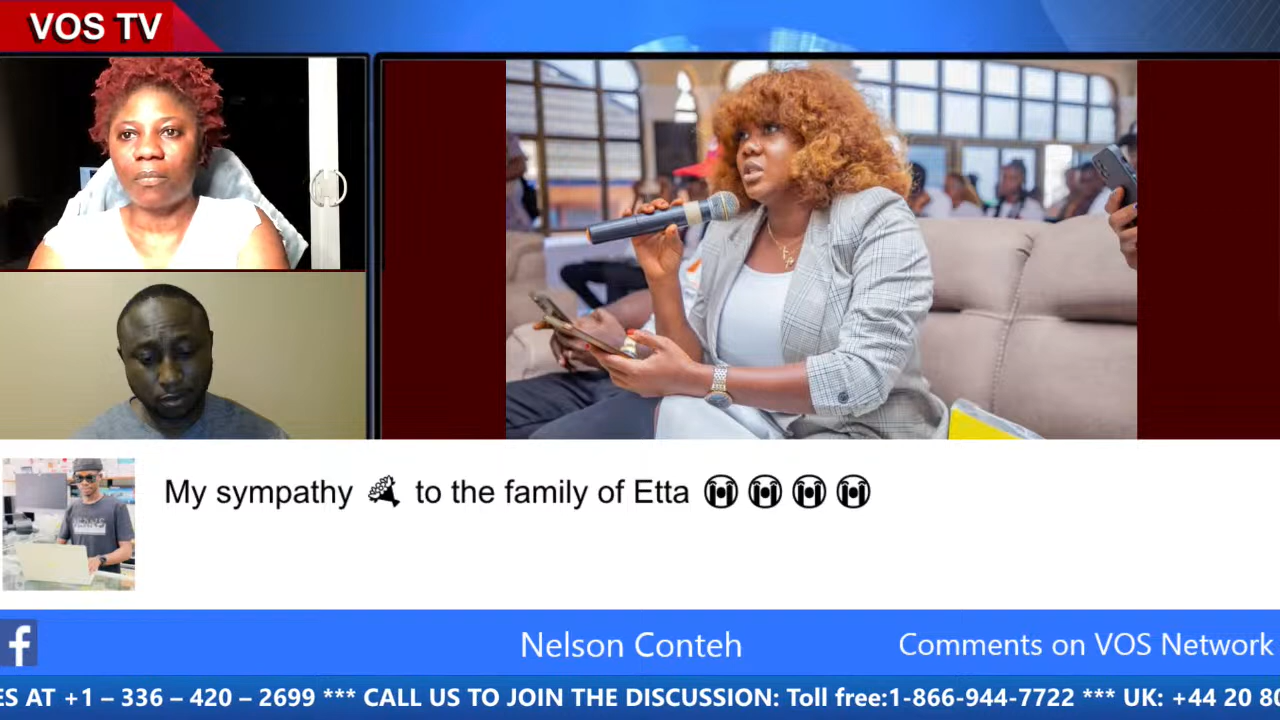 VOS TV
My sympathy 💐 to the family of Etta 😭 😭 😭 😭
Nelson Conteh
Comments on VOS Network
ES AT +1 – 336 – 420 – 2699 *** CALL US TO JOIN THE DISCUSSION: Toll free:1-866-944-7722 *** UK: +44 20 80